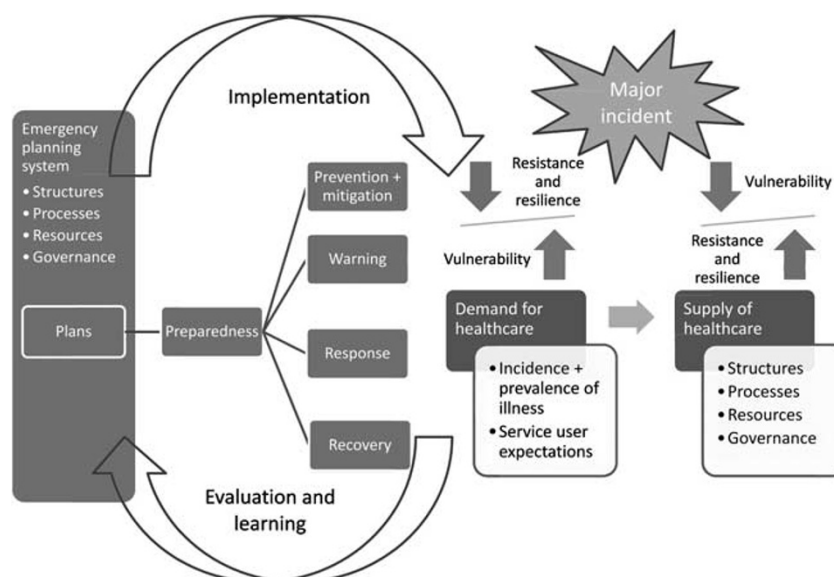 Implementation
Emergency
planning
system
• Structures
• Processes
• Resources
• Governance
Plans
Preparedness
Prevention +
mitigation
Warning
Response
Recovery
Evaluation and
learning
Major
incident
Resistance
and
resilience
Vulnerability
Vulnerability
Resistance
and
resilience
Demand for
healthcare
• Incidence +
prevalence of
illness
• Service user
expectations
Supply of
healthcare
• Structures
• Processes
• Resources
• Governance